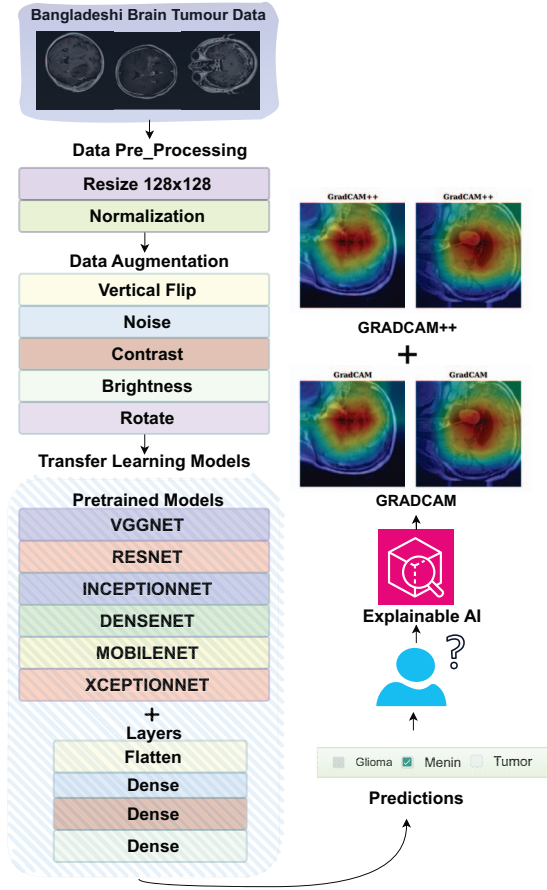 Bangladeshi Brain Tumour Data
Data Pre_Processing
Resize 128x128
Normalization
Data Augmentation
Vertical Flip
Noise
Contrast
Brightness
Rotate
Transfer Learning Models
Pretrained Models
VGGNET
RESNET
INCEPTIONNET
DENSENET
MOBILENET
XCEPTIONNET
+
Layers
Flatten
Dense
Dense
Dense
GradCAM++ GradCAM++
GRADCAM++
+
GradCAM GradCAM
GRADCAM
Explainable AI
?
Glioma Menin Tumor
Predictions